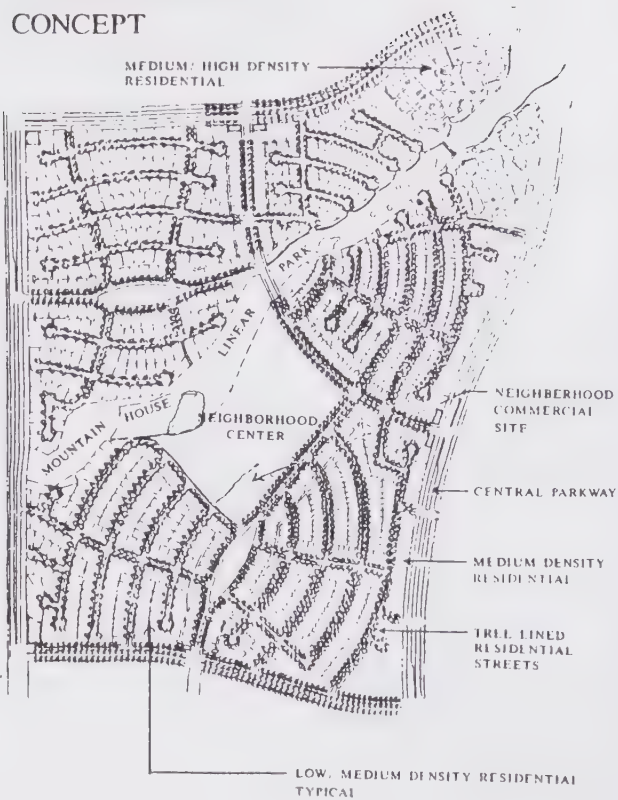 CONCEPT
MEDIUM/ HIGH DENSITY
RESIDENTIAL
PARK
LINEAR
HOUSE
MOUNTAIN
NEIGHBORHOOD
CENTER
NEIGHBERHOOD
COMMERCIAL
SITE
CENTRAL PARKWAY
MEDIUM DENSITY
RESIDENTIAL
TREE LINED
RESIDENTIAL
STREETS
LOW, MEDIUM DENSITY RESIDENTIAL
TYPICAL